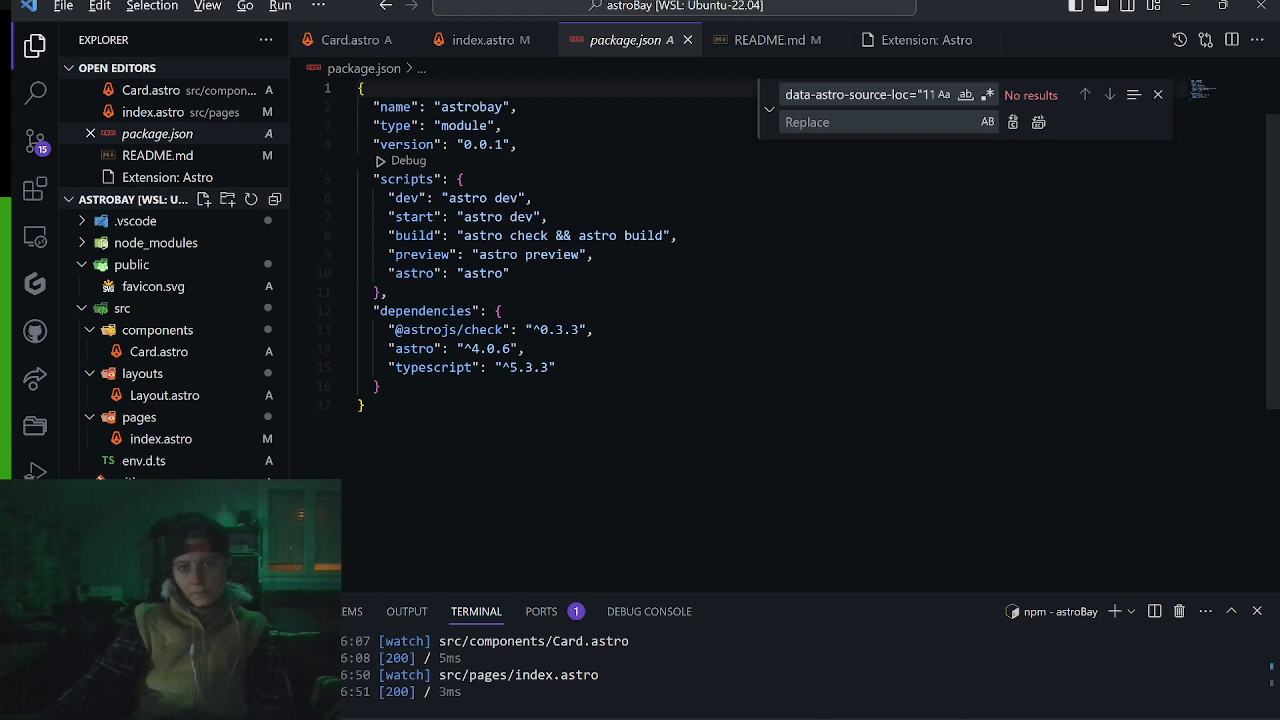 File Edit Selection View Go Run ···
astroBay [WSL: Ubuntu-22.04]
EXPLORER
Card.astro A
index.astro M
package.json A
README.md M
Extension: Astro
OPEN EDITORS
Card.astro src/compon... A
index.astro src/pages M
package.json A
README.md M
Extension: Astro
15
ASTROBAY [WSL: U...
.vscode
node_modules
public
favicon.svg A
src
components
Card.astro A
layouts
Layout.astro A
pages
index.astro M
env.d.ts A
package.json > ...
data-astro-source-loc="11 Aa ab No results
Replace AB
1 {
2 "name": "astrobay",
3 "type": "module",
4 "version": "0.0.1",
Debug
5 "scripts": {
6 "dev": "astro dev",
7 "start": "astro dev",
8 "build": "astro check && astro build",
9 "preview": "astro preview",
10 "astro": "astro"
11 },
12 "dependencies": {
13 "@astrojs/check": "^0.3.3",
14 "astro": "^4.0.6",
15 "typescript": "^5.3.3"
16 }
17 }
EMS OUTPUT TERMINAL PORTS 1 DEBUG CONSOLE
npm - astroBay
6:07 [watch] src/components/Card.astro
6:08 [200] / 5ms
6:50 [watch] src/pages/index.astro
6:51 [200] / 3ms